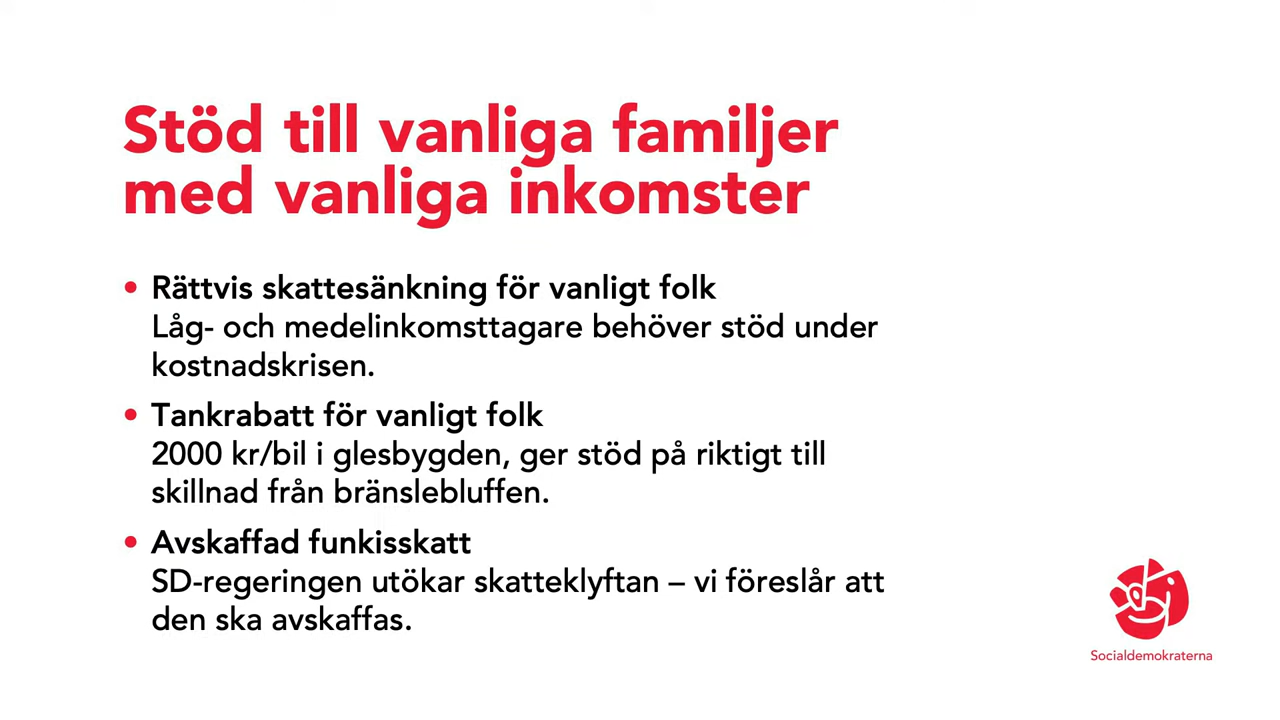 Stöd till vanliga familjer
med vanliga inkomster
• Rättvis skattesänkning för vanligt folk
Låg- och medelinkomsttagare behöver stöd under
kostnadskrisen.
• Tankrabatt för vanligt folk
2000 kr/bil i glesbygden, ger stöd på riktigt till
skillnad från bränslebluffen.
• Avskaffad funkisskatt
SD-regeringen utökar skatteklyftan – vi föreslår att
den ska avskaffas.
Socialdemokraterna